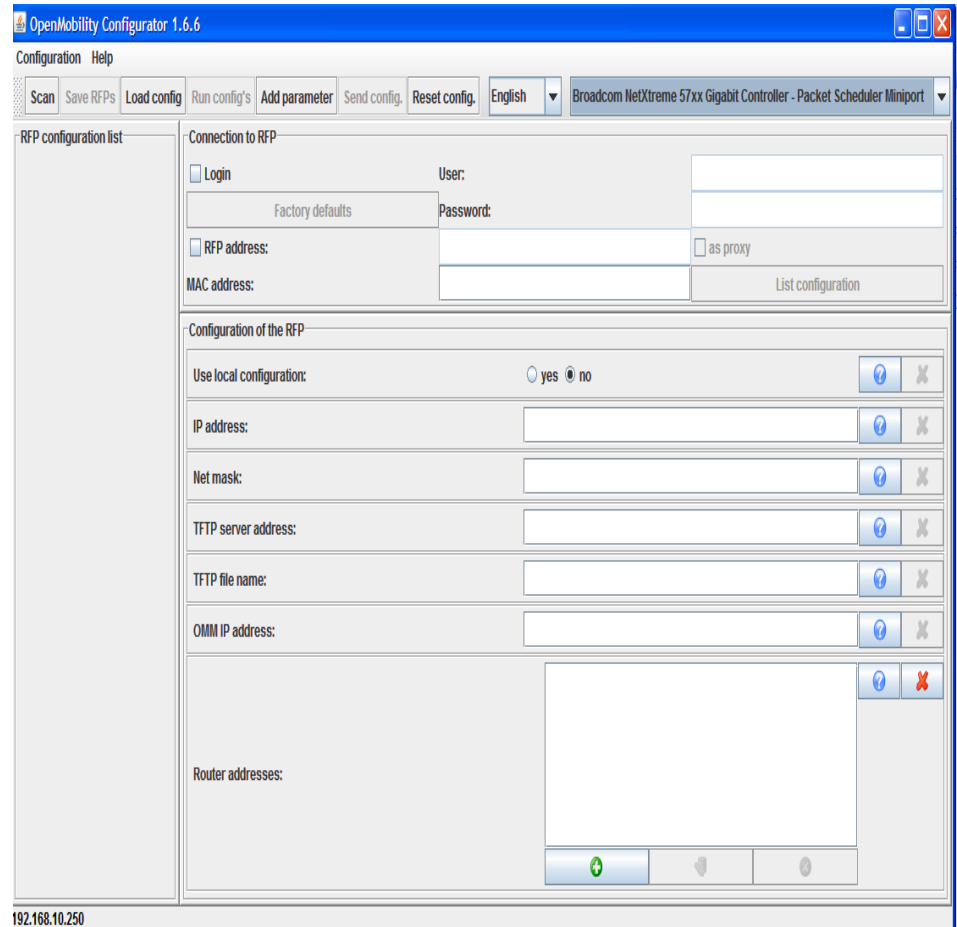 OpenMobility Configurator 1.6.6
Configuration Help
Scan Save RFPs Load config Run config's Add parameter Send config. Reset config. English Broadcom NetXtreme 57xx Gigabit Controller - Packet Scheduler Miniport
RFP configuration list
Connection to RFP
Login User:
Factory defaults Password:
RFP address: as proxy
MAC address: List configuration
Configuration of the RFP
Use local configuration: yes no
IP address:
Net mask:
TFTP server address:
TFTP file name:
OMM IP address:
Router addresses:
192.168.10.250